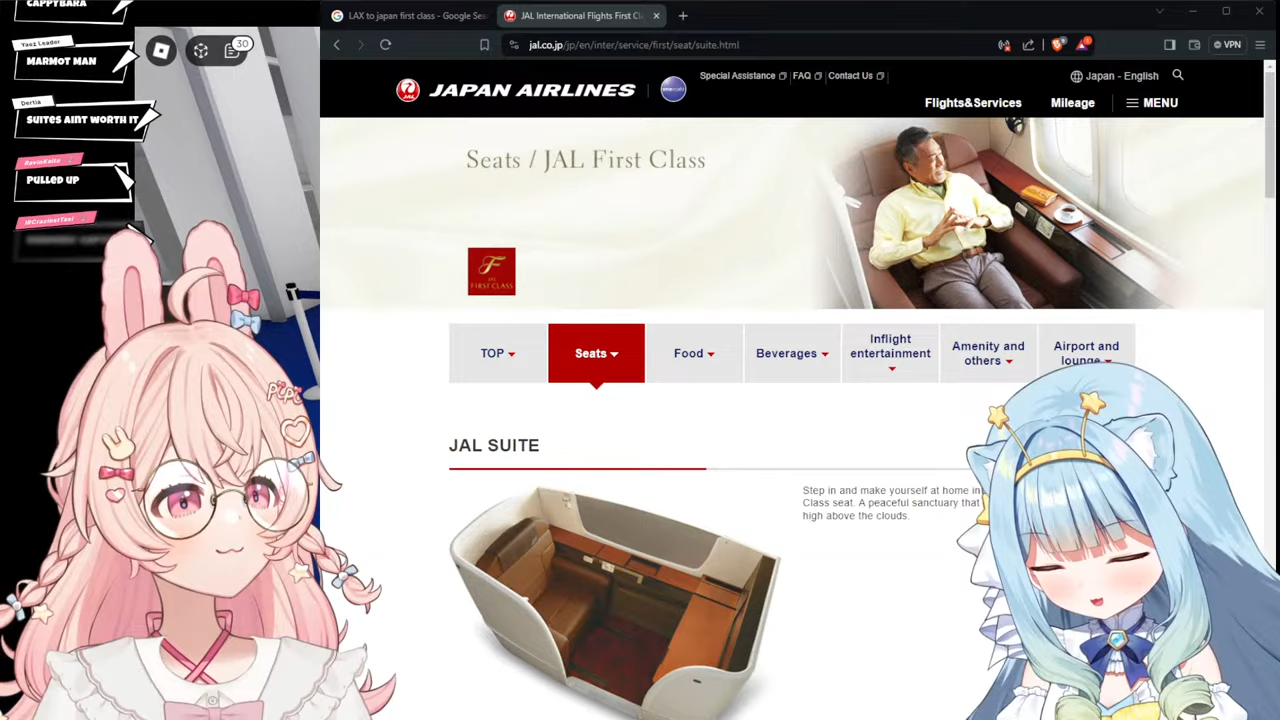 CAPPYBARA
Yaez Leader
MARMOT MAN
Dertia
SUITES AINT WORTH IT
RavinKaito
PULLED UP
30
LAX to japan first class - Google Sea
JAL International Flights First Cl
jal.co.jp/jp/en/inter/service/first/seat/suite.html
VPN
JAPAN AIRLINES
oneworld
Special Assistance
FAQ
Contact Us
Japan - English
Flights&Services
Mileage
MENU
Seats / JAL First Class
F
JAL
FIRST CLASS
TOP
Seats
Food
Beverages
Inflight
entertainment
Amenity and
others
Airport and
lounge
JAL SUITE
Step in and make yourself at home in
Class seat. A peaceful sanctuary that
high above the clouds.
PiPi